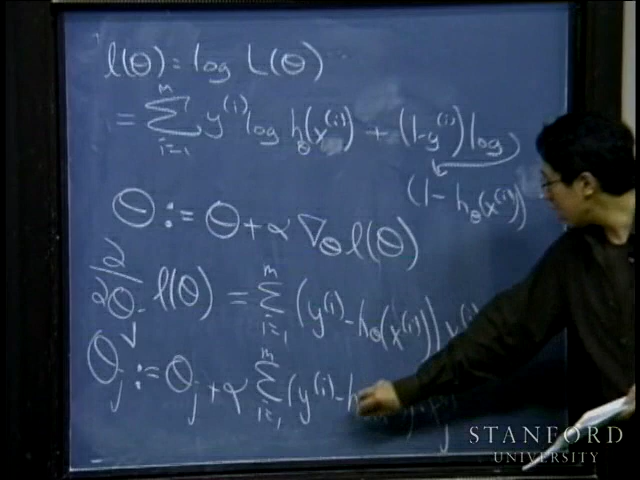 l(θ) = log L(θ)
= Σ_{i=1}^{m} y^{(i)} log h_θ(x^{(i)}) + (1-y^{(i)}) log
(1- h_θ(x^{(i)}))
θ := θ + α ∇_θ l(θ)
∂/∂θ_j l(θ) = Σ_{i=1}^{m} (y^{(i)} - h_θ(x^{(i)})) x^{(i)}
θ_j := θ_j + α Σ_{i=1}^{m} (y^{(i)} - h
STANFORD
UNIVERSITY